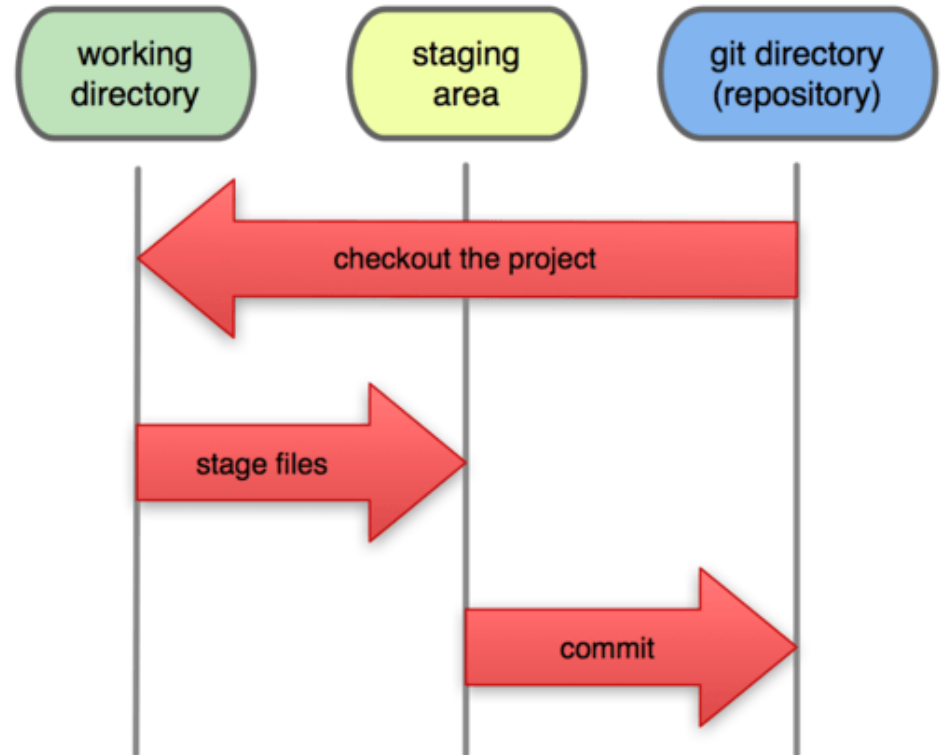 working
directory
staging
area
git directory
(repository)
checkout the project
stage files
commit